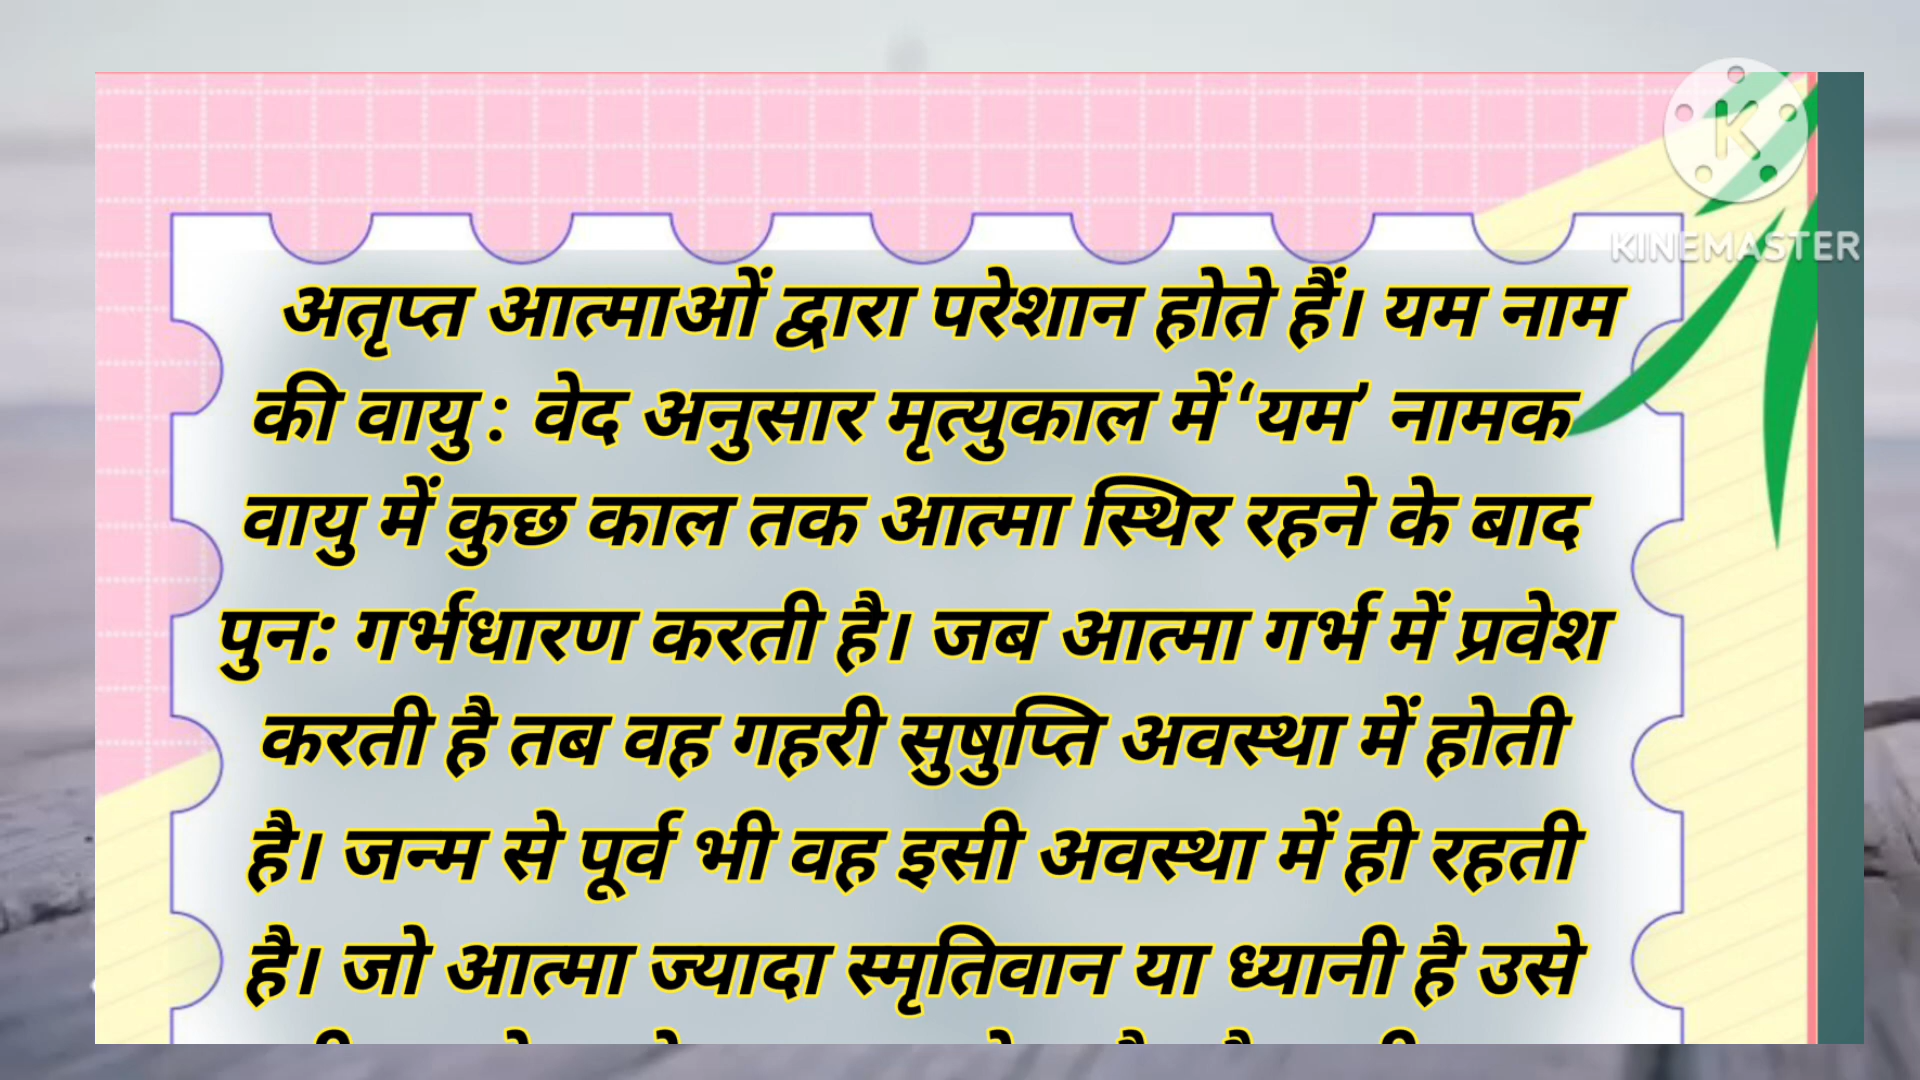 KINEMASTER
अतृप्त आत्माओं द्वारा परेशान होते हैं। यम नाम
की वायु : वेद अनुसार मृत्युकाल में ‘यम’ नामक
वायु में कुछ काल तक आत्मा स्थिर रहने के बाद
पुन: गर्भधारण करती है। जब आत्मा गर्भ में प्रवेश
करती है तब वह गहरी सुषुप्ति अवस्था में होती
है। जन्म से पूर्व भी वह इसी अवस्था में ही रहती
है। जो आत्मा ज्यादा स्मृतिवान या ध्यानी है उसे